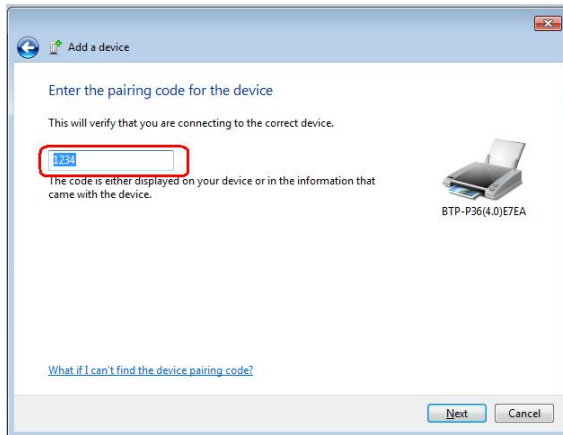 Add a device
Enter the pairing code for the device
This will verify that you are connecting to the correct device.
1234
The code is either displayed on your device or in the information that
came with the device.
BTP-P36(4.0)E7EA
What if I can't find the device pairing code?
Next
Cancel